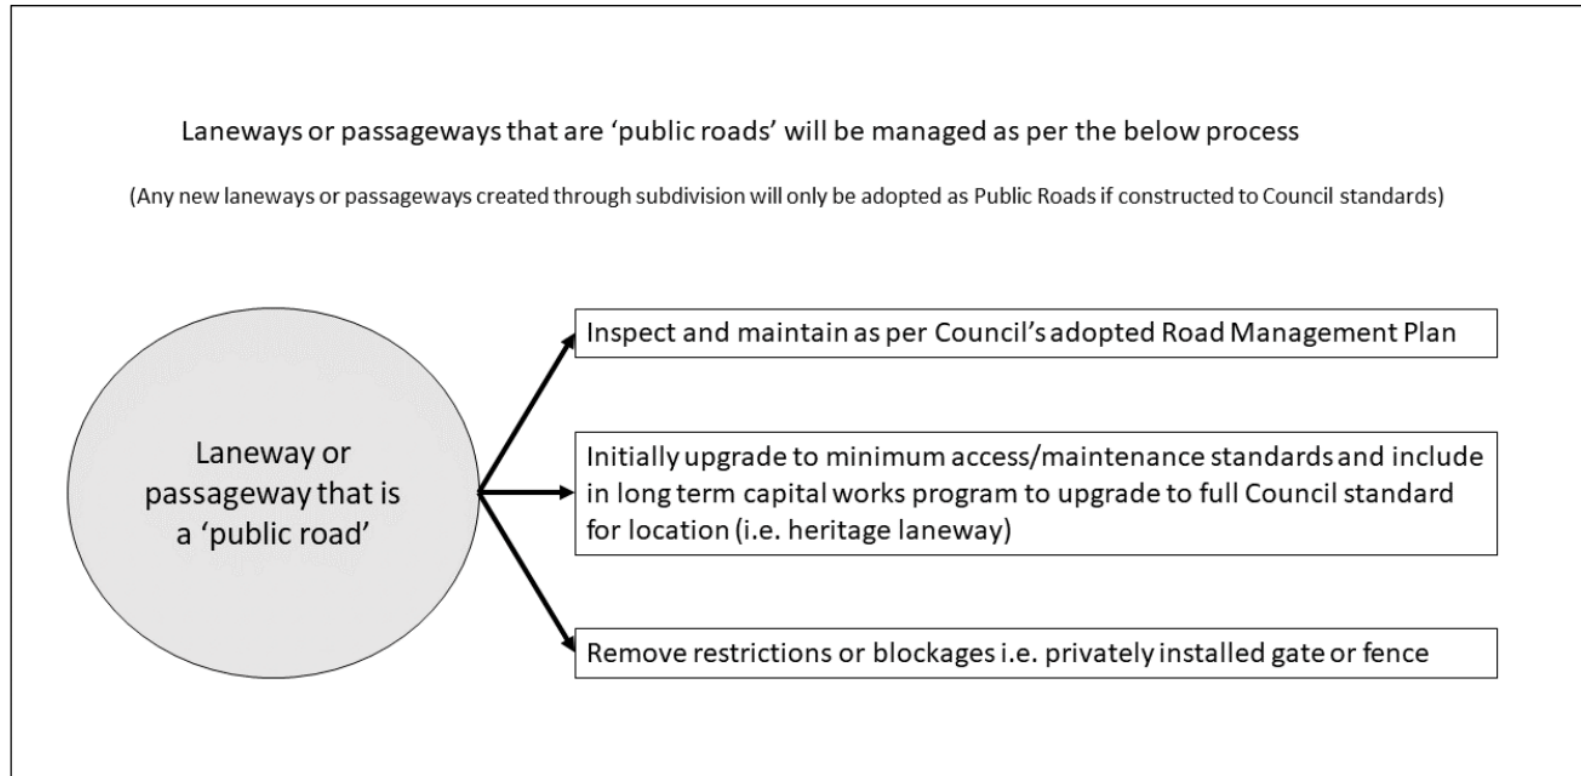 Laneways or passageways that are ‘public roads’ will be managed as per the below process
(Any new laneways or passageways created through subdivision will only be adopted as Public Roads if constructed to Council standards)
Laneway or
passageway that is
a ‘public road’
Inspect and maintain as per Council’s adopted Road Management Plan
Initially upgrade to minimum access/maintenance standards and include
in long term capital works program to upgrade to full Council standard
for location (i.e. heritage laneway)
Remove restrictions or blockages i.e. privately installed gate or fence